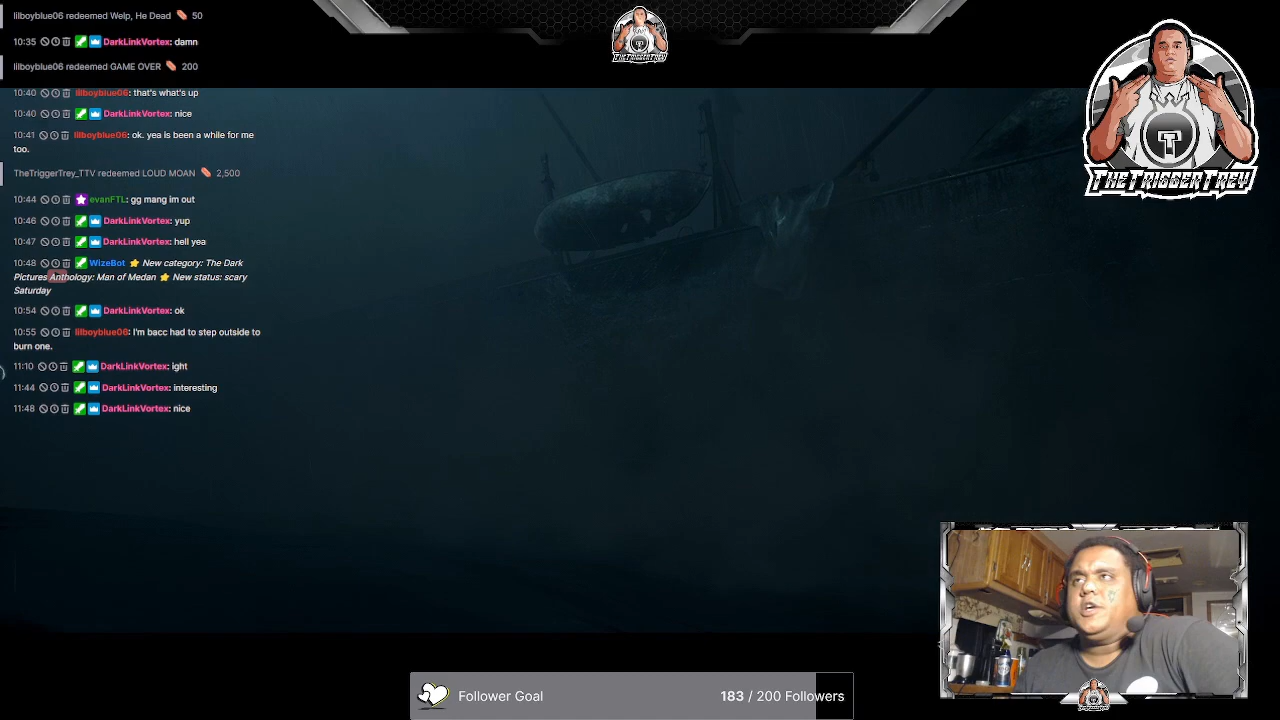 lilboyblue06 redeemed Welp, He Dead 50
10:35 DarkLinkVortex: damn
lilboyblue06 redeemed GAME OVER 200
10:40 lilboyblue06: that's what's up
10:40 DarkLinkVortex: nice
10:41 lilboyblue06: ok. yea is been a while for me
too.
TheTriggerTrey_TTV redeemed LOUD MOAN 2,500
10:44 evanFTL: gg mang im out
10:46 DarkLinkVortex: yup
10:47 DarkLinkVortex: hell yea
10:48 WizeBot New category: The Dark
Pictures Anthology: Man of Medan New status: scary
Saturday
10:54 DarkLinkVortex: ok
10:55 lilboyblue06: I'm bacc had to step outside to
burn one.
11:10 DarkLinkVortex: ight
11:44 DarkLinkVortex: interesting
11:48 DarkLinkVortex: nice
THETRIGGERTREY
T
THETRIGGERTREY
Follower Goal 183 / 200 Followers